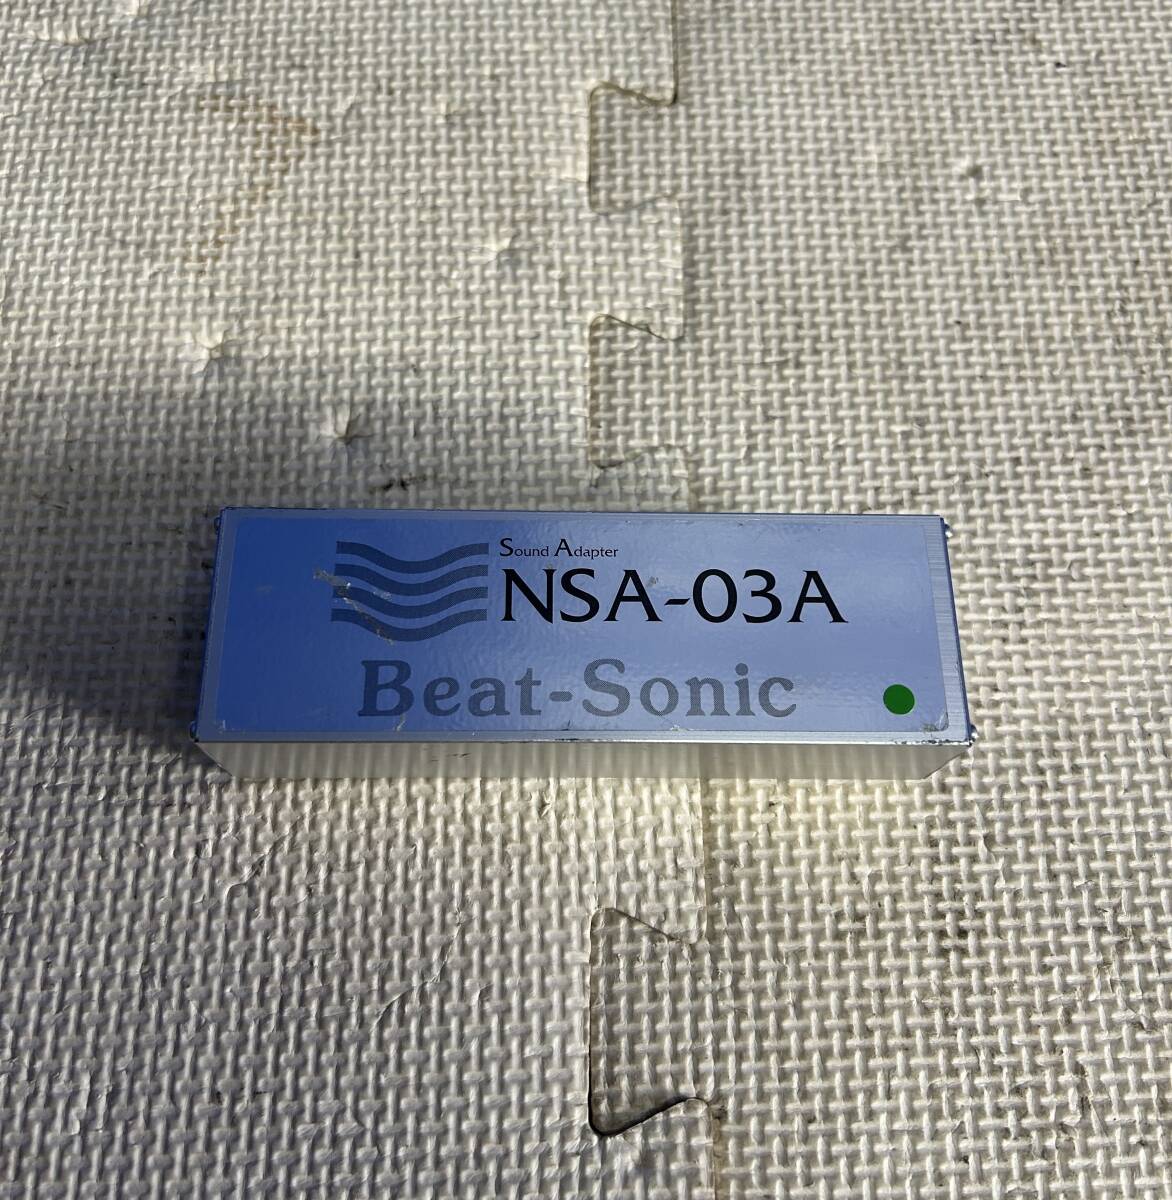 Sound Adapter
NSA-03A
Beat-Sonic